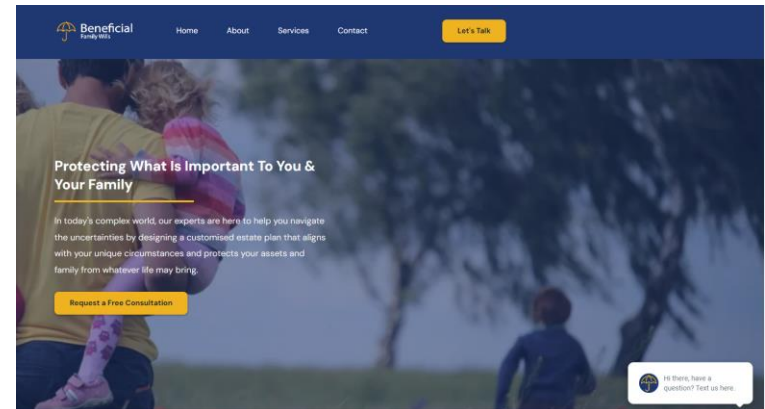 Beneficial
Family Wills
Home About Services Contact
Let's Talk
Protecting What Is Important To You &
Your Family
In today's complex world, our experts are here to help you navigate
the uncertainties by designing a customised estate plan that aligns
with your unique circumstances and protects your assets and
family from whatever life may bring.
Request a Free Consultation
Hi there, have a
question? Text us here.